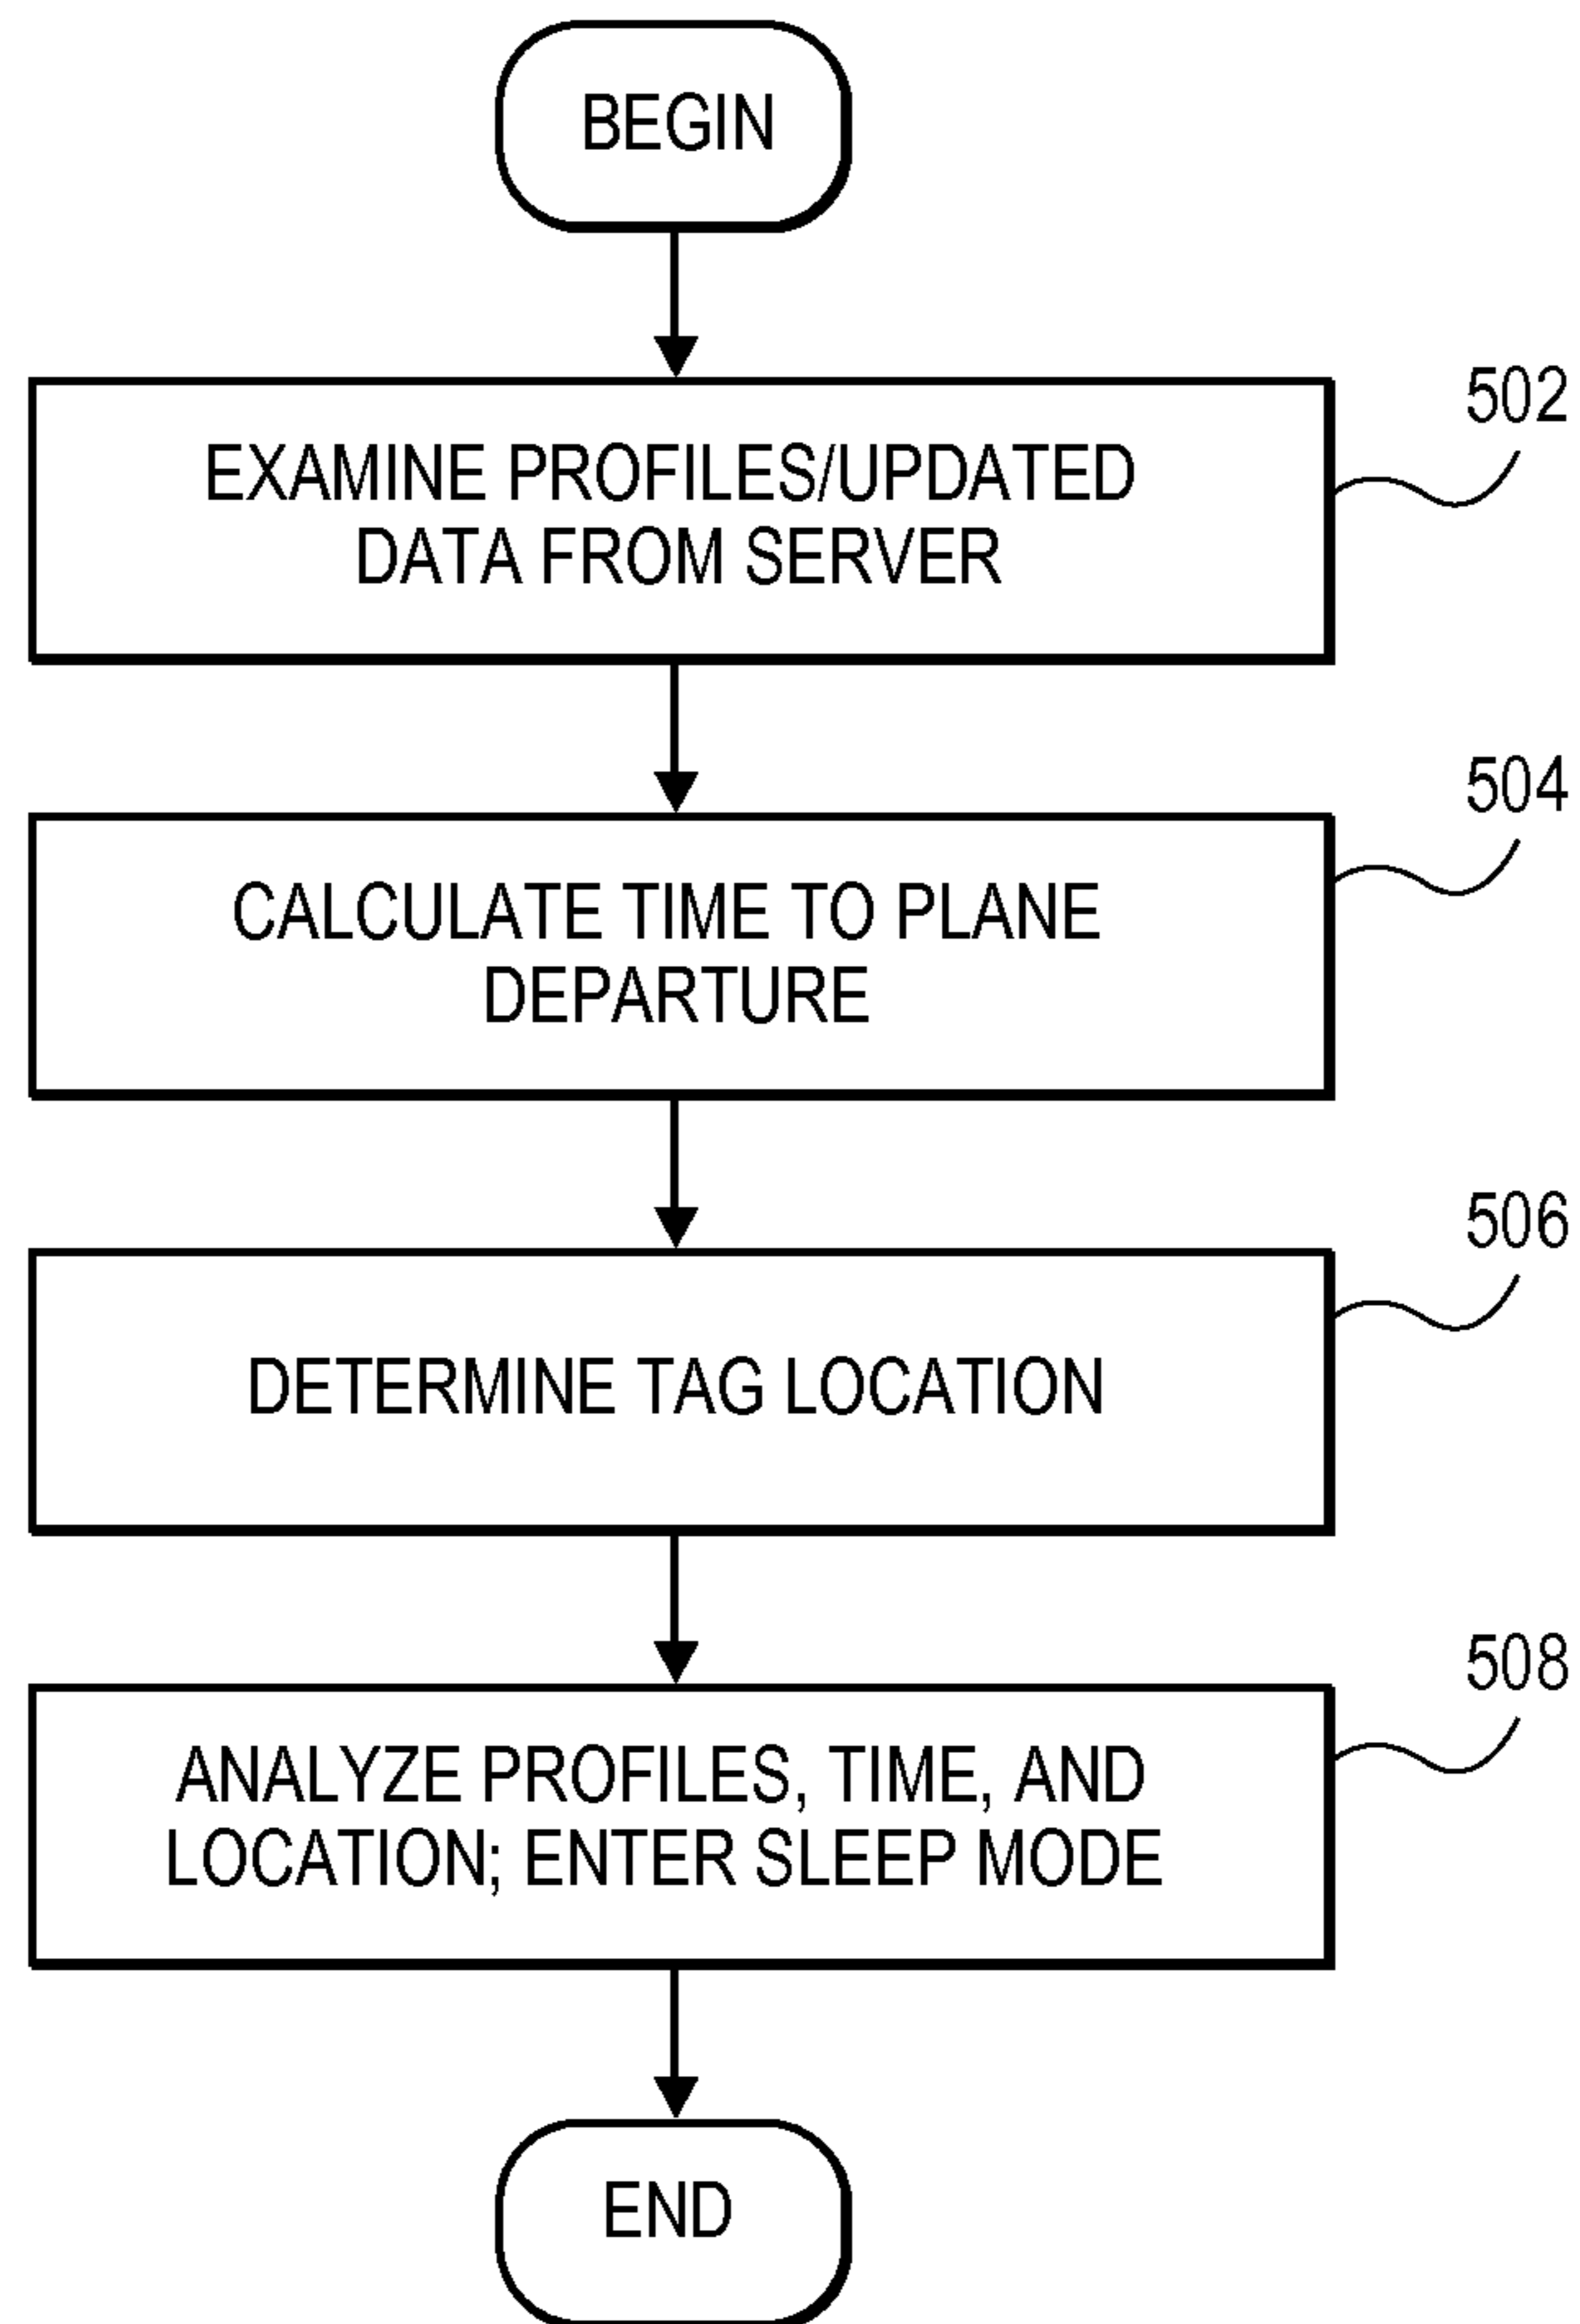 BEGIN
502
EXAMINE PROFILES/UPDATED
DATA FROM SERVER
504
CALCULATE TIME TO PLANE
DEPARTURE
506
DETERMINE TAG LOCATION
508
ANALYZE PROFILES, TIME, AND
LOCATION; ENTER SLEEP MODE
END